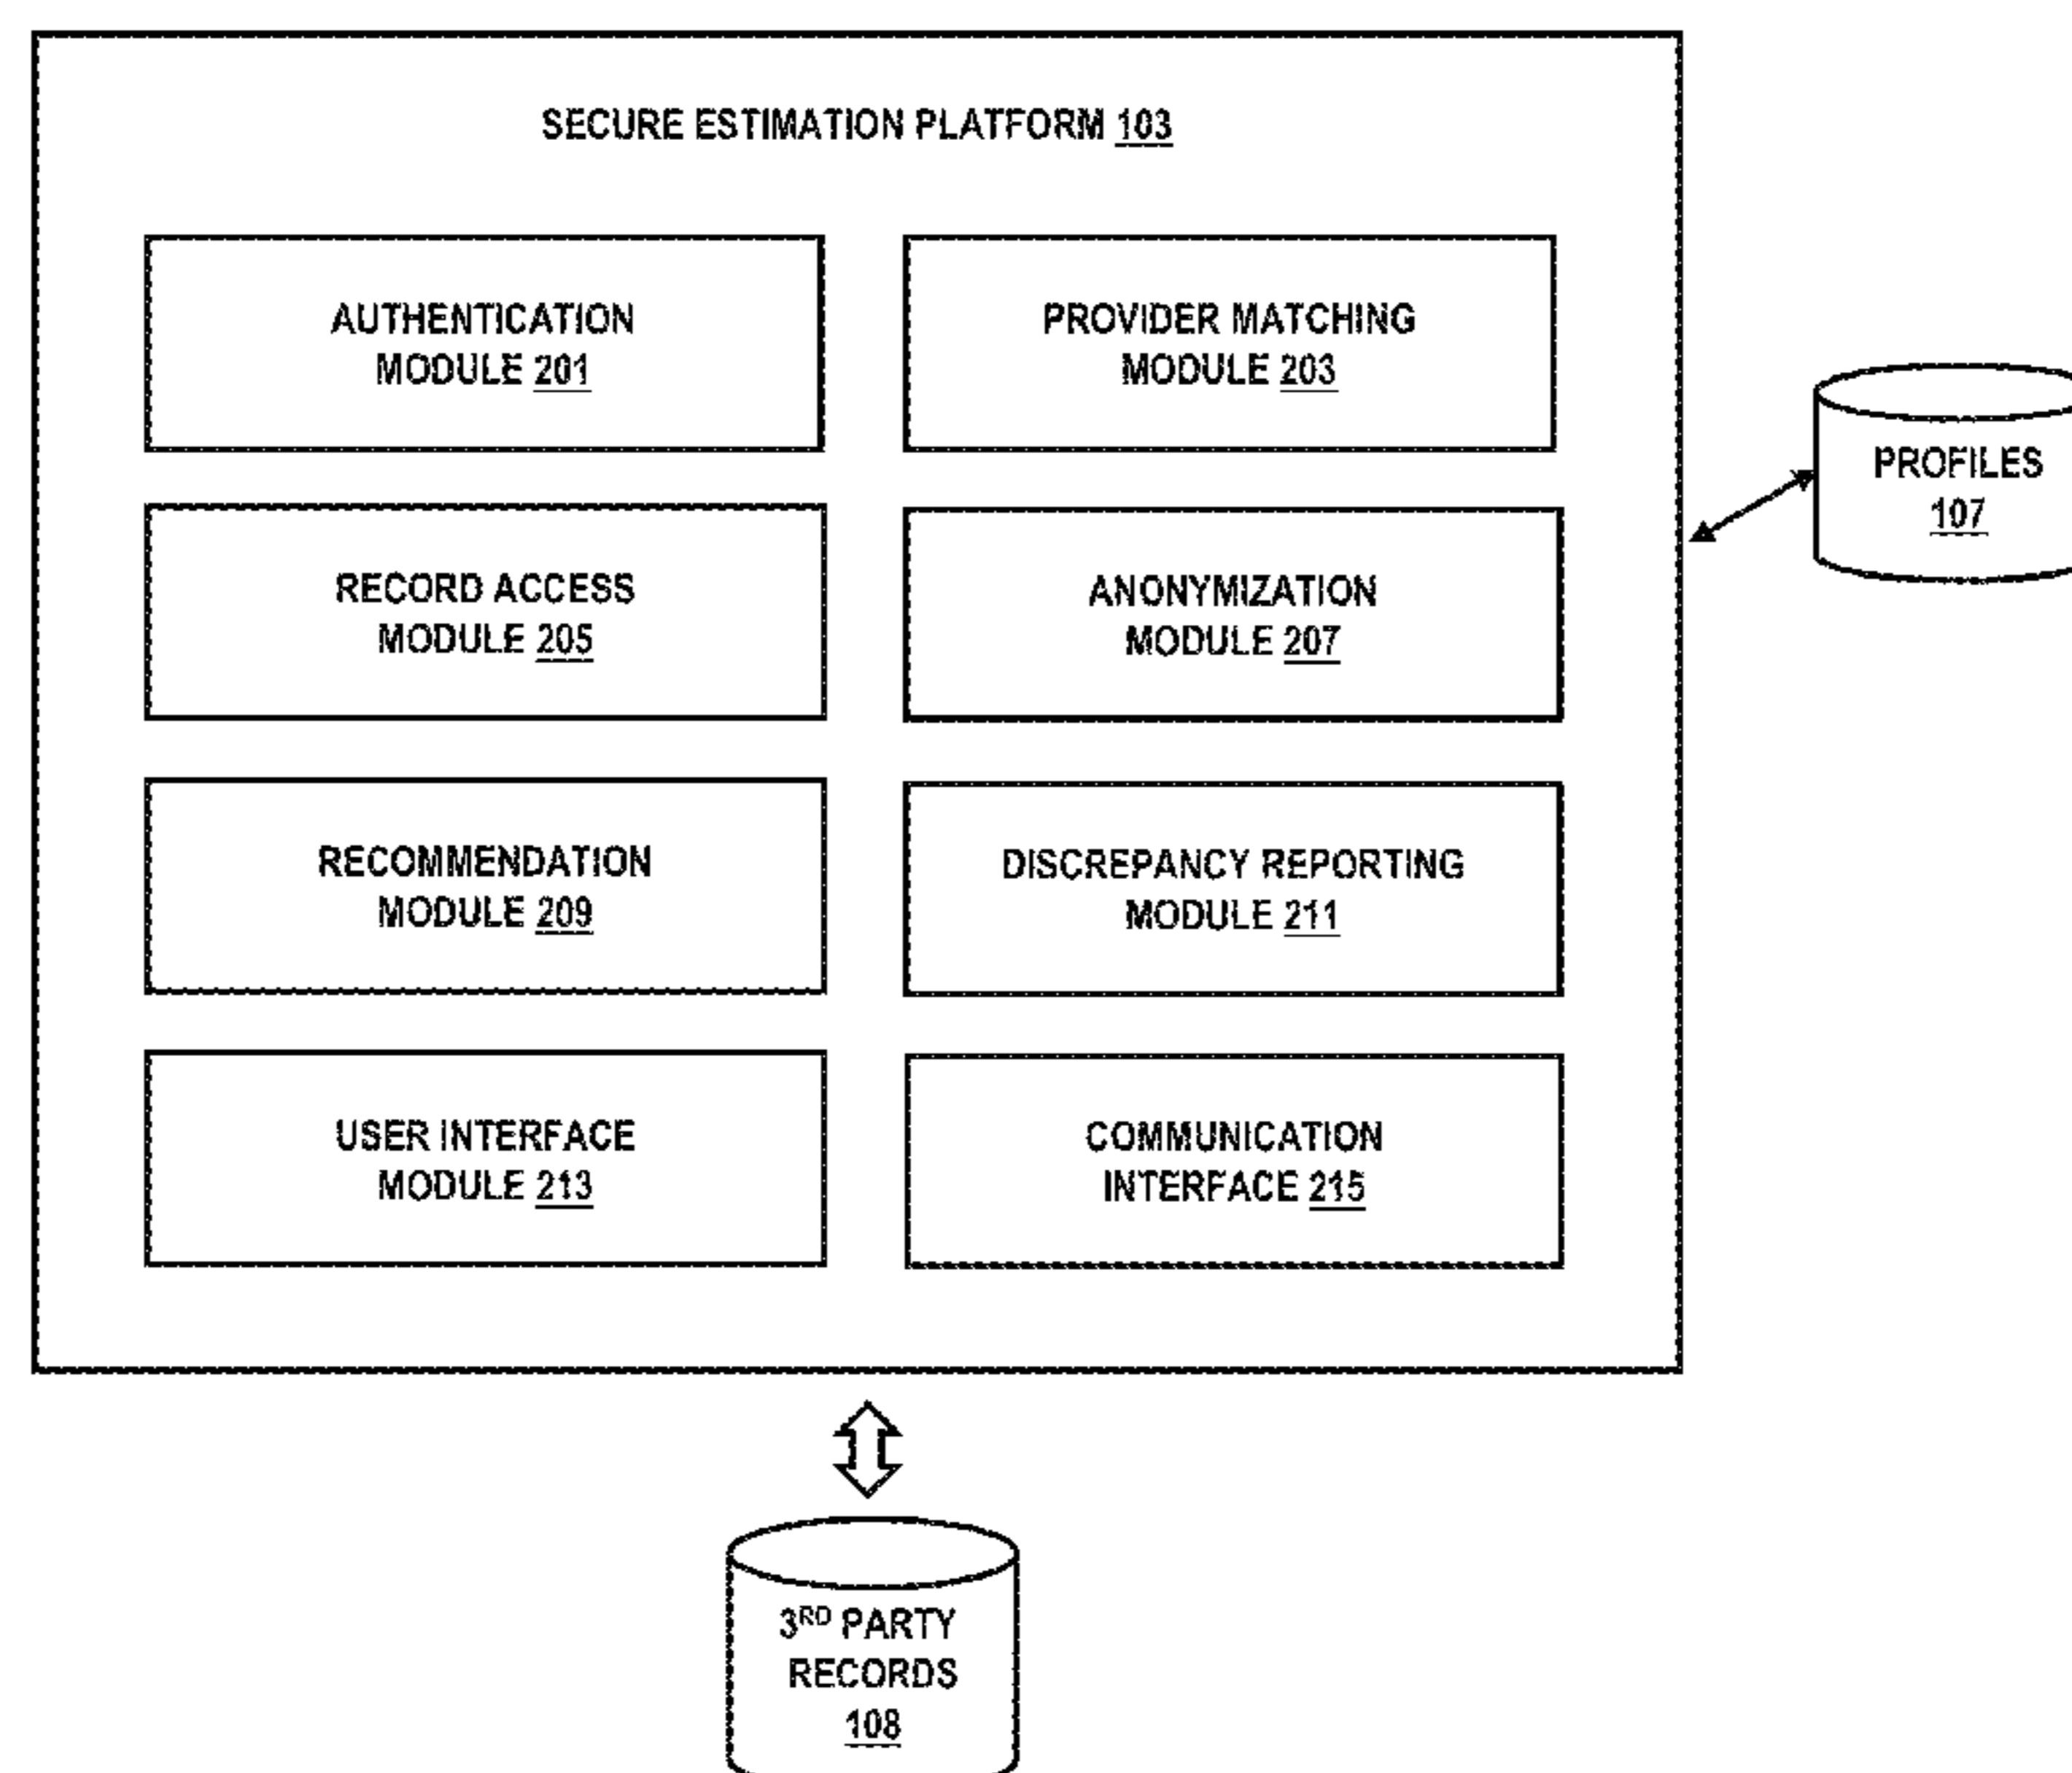 SECURE ESTIMATION PLATFORM 103
AUTHENTICATION
MODULE 201
PROVIDER MATCHING
MODULE 203
PROFILES
107
RECORD ACCESS
MODULE 205
ANONYMIZATION
MODULE 207
RECOMMENDATION
MODULE 209
DISCREPANCY REPORTING
MODULE 211
USER INTERFACE
MODULE 213
COMMUNICATION
INTERFACE 215
3RD PARTY
RECORDS
108